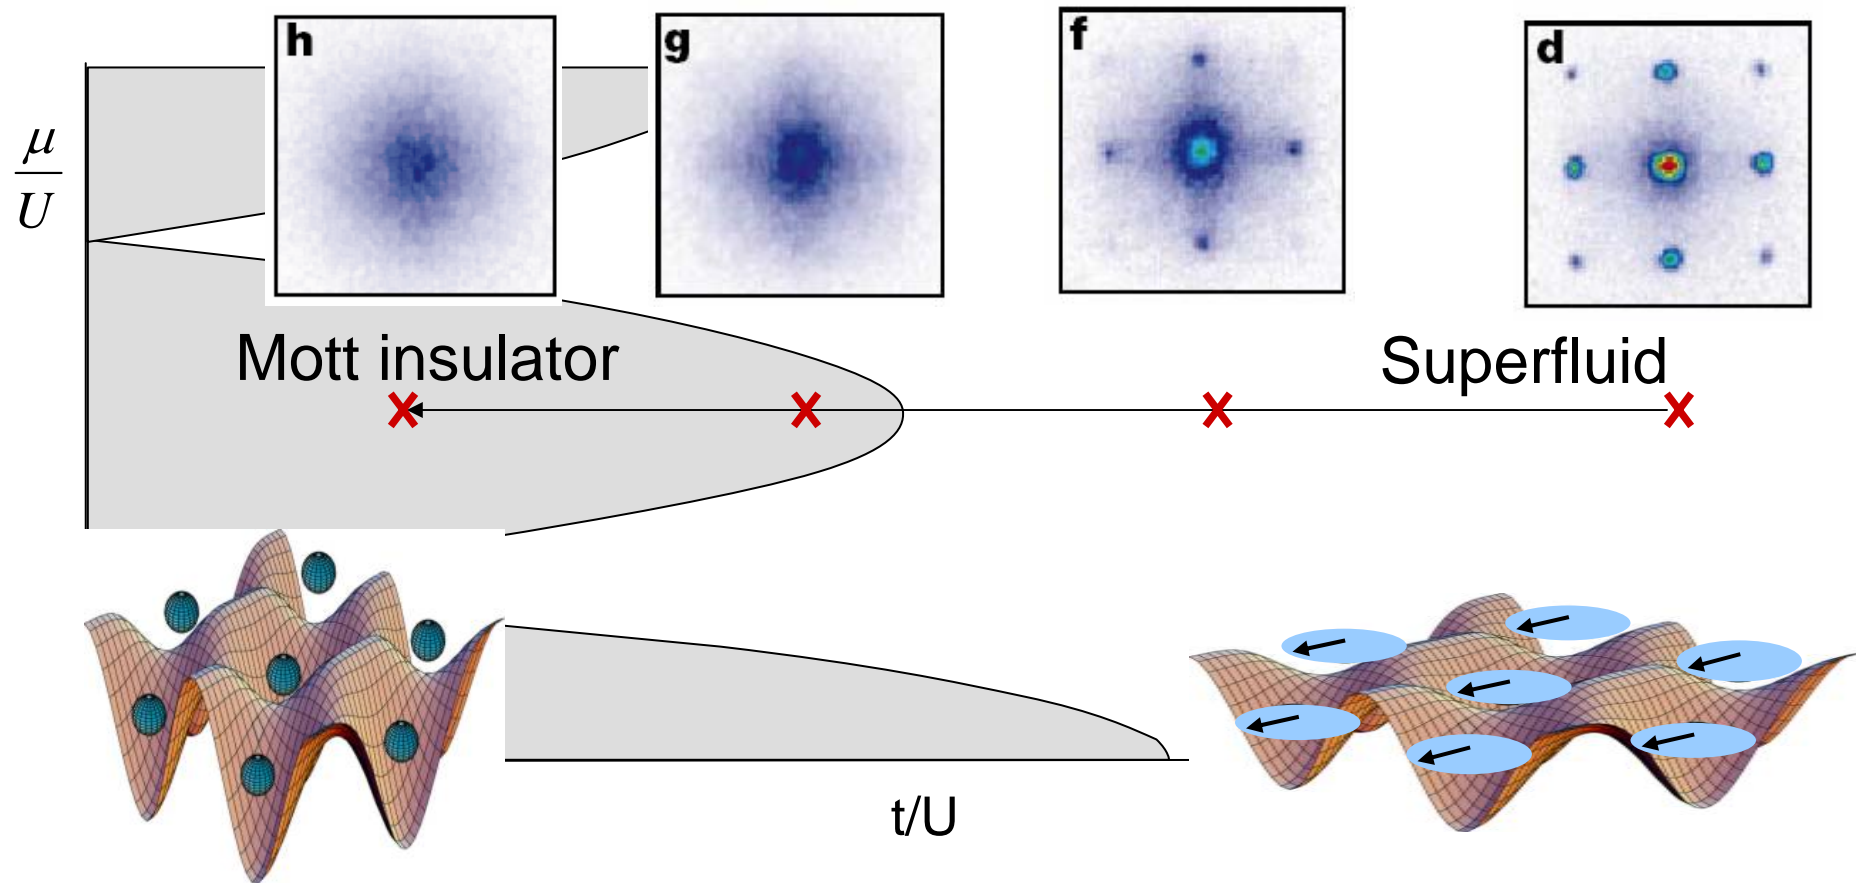 h
g
f
d
μ
U
Mott insulator
Superfluid
t/U